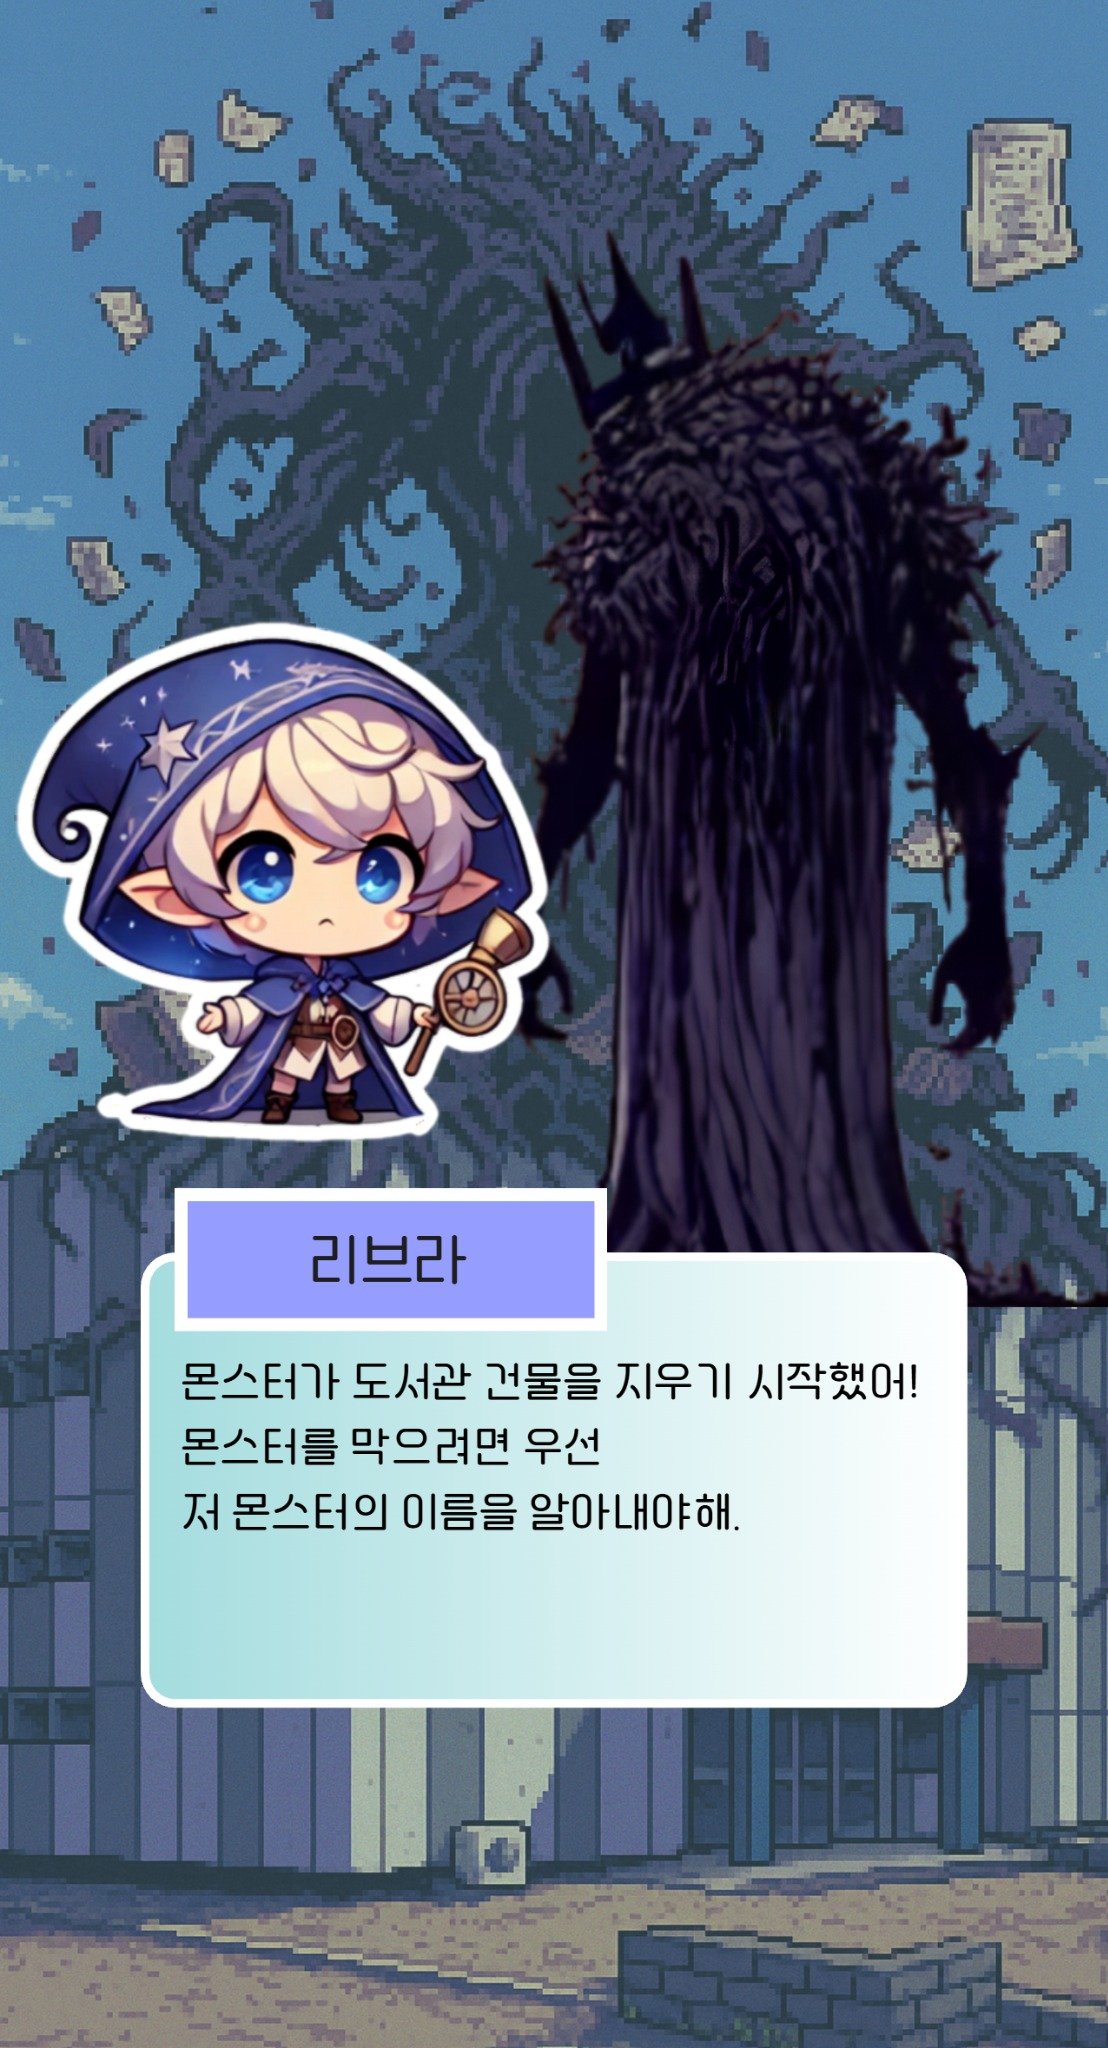 리브라
몬스터가 도서관 건물을 지우기 시작했어!
몬스터를 막으려면 우선
저 몬스터의 이름을 알아내야해.